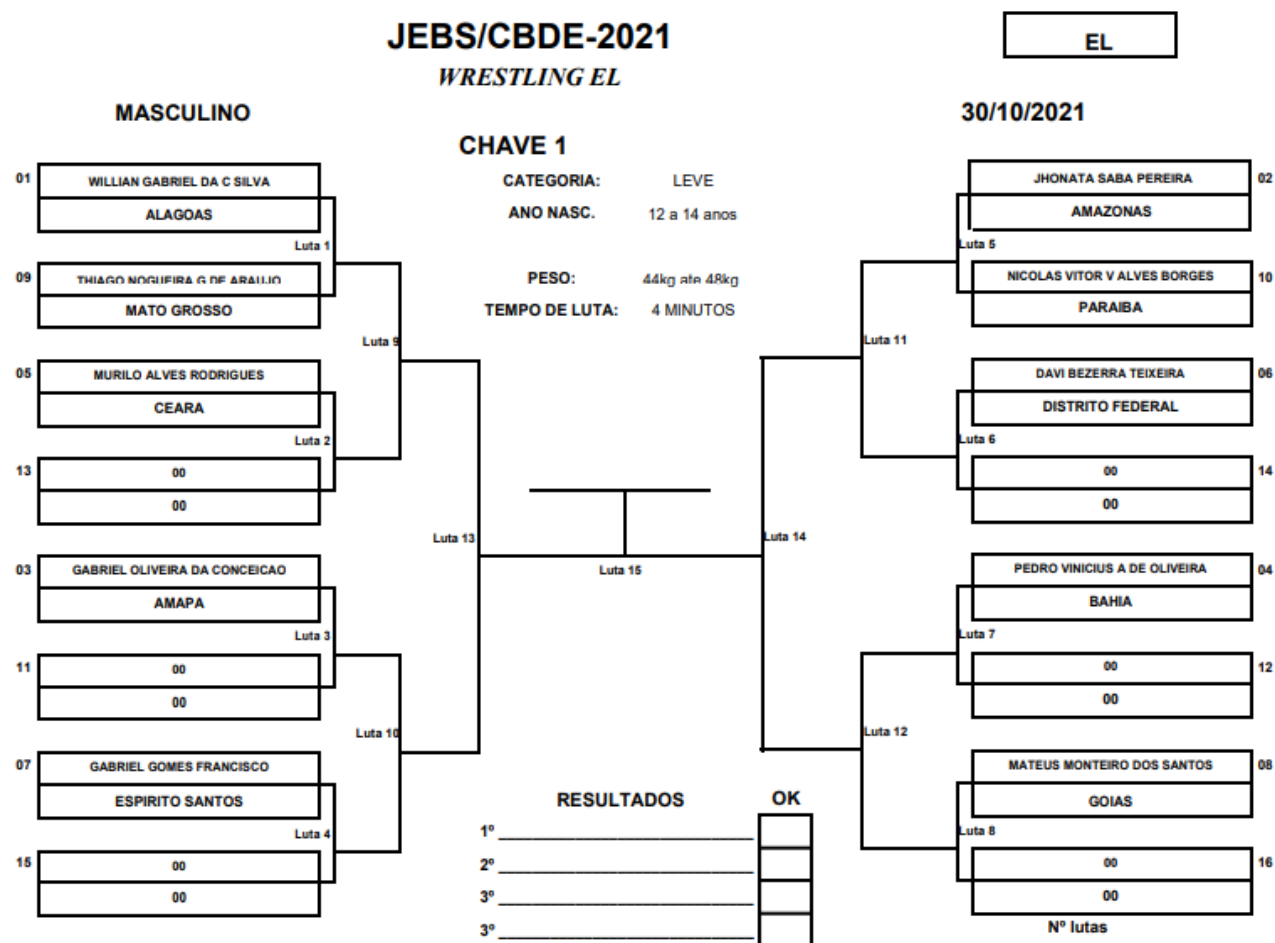 JEBS/CBDE-2021
EL
WRESTLING EL
MASCULINO
30/10/2021
CHAVE 1
CATEGORIA: LEVE
ANO NASC. 12 a 14 anos
PESO: 44kg ate 48kg
TEMPO DE LUTA: 4 MINUTOS
01 WILLIAN GABRIEL DA C SILVA
ALAGOAS
Luta 1
09 THIAGO NOGUEIRA G DE ARAUJO
MATO GROSSO
Luta 9
05 MURILO ALVES RODRIGUES
CEARA
Luta 2
13 00
00
Luta 13
03 GABRIEL OLIVEIRA DA CONCEICAO
AMAPA
Luta 3
11 00
00
Luta 10
07 GABRIEL GOMES FRANCISCO
ESPIRITO SANTOS
Luta 4
15 00
00
Luta 15
JHONATA SABA PEREIRA 02
AMAZONAS
Luta 5
NICOLAS VITOR V ALVES BORGES 10
PARAIBA
Luta 11
DAVI BEZERRA TEIXEIRA 06
DISTRITO FEDERAL
Luta 6
00 14
00
Luta 14
PEDRO VINICIUS A DE OLIVEIRA 04
BAHIA
Luta 7
00 12
00
Luta 12
MATEUS MONTEIRO DOS SANTOS 08
GOIAS
Luta 8
00 16
00
Nº lutas
RESULTADOS OK
1º
2º
3º
3º